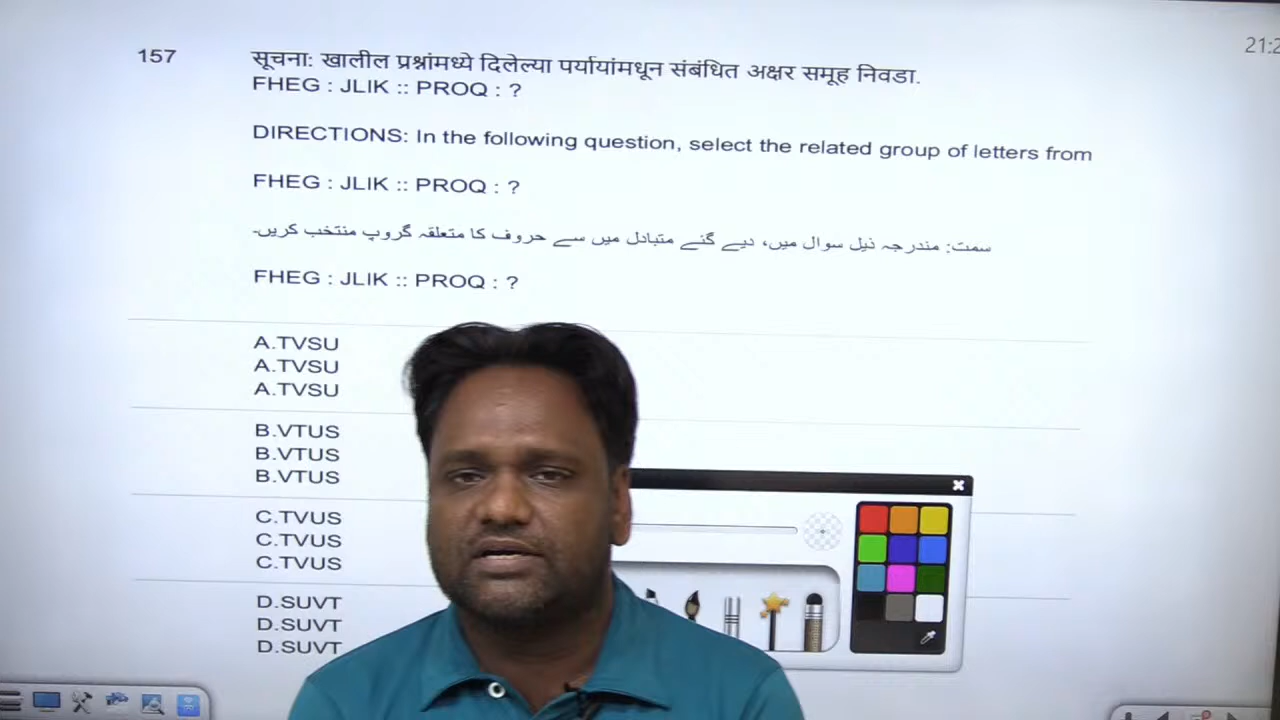 157
21:2
सूचना: खालील प्रश्नांमध्ये दिलेल्या पर्यायांमधून संबंधित अक्षर समूह निवडा.
FHEG : JLIK :: PROQ : ?
DIRECTIONS: In the following question, select the related group of letters from
FHEG : JLIK :: PROQ : ?
سمت: مندرجہ ذیل سوال میں، دیے گئے متبادل میں سے حروف کا متعلقہ گروپ منتخب کریں۔
FHEG : JLIK :: PROQ : ?
A.TVSU
A.TVSU
A.TVSU
B.VTUS
B.VTUS
B.VTUS
C.TVUS
C.TVUS
C.TVUS
D.SUVT
D.SUVT
D.SUVT